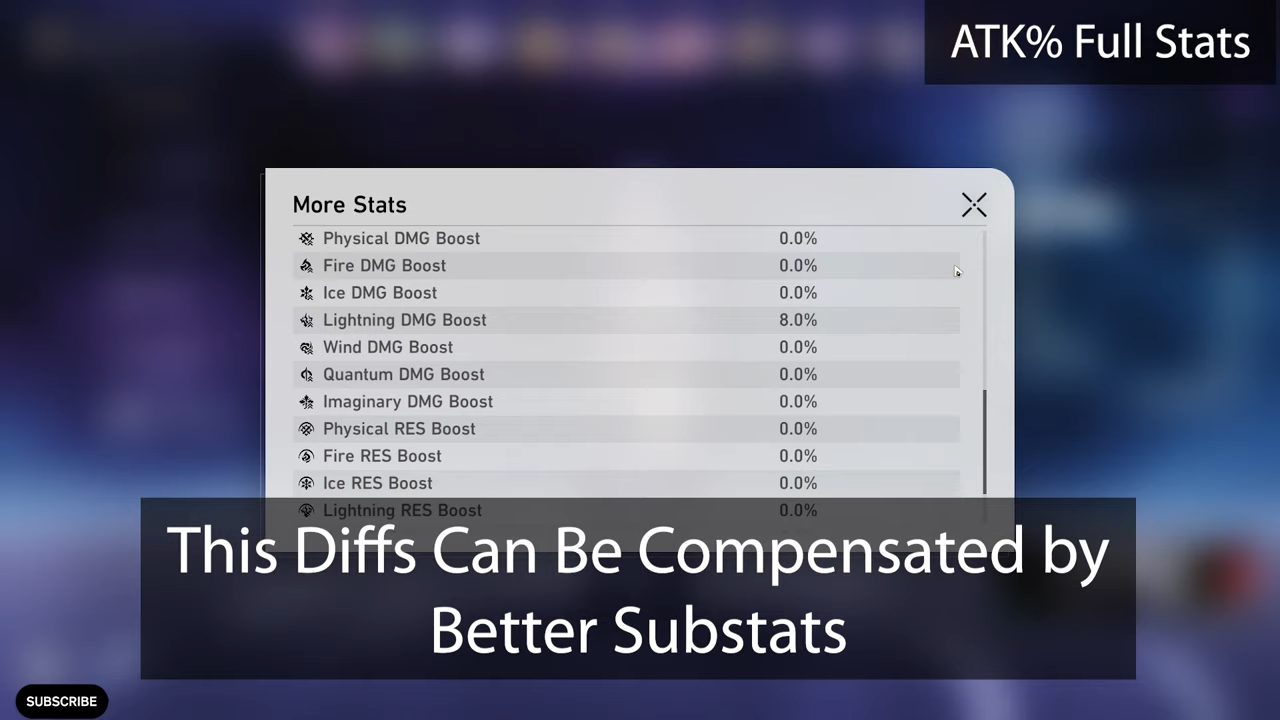 ATK% Full Stats
More Stats
Physical DMG Boost 0.0%
Fire DMG Boost 0.0%
Ice DMG Boost 0.0%
Lightning DMG Boost 8.0%
Wind DMG Boost 0.0%
Quantum DMG Boost 0.0%
Imaginary DMG Boost 0.0%
Physical RES Boost 0.0%
Fire RES Boost 0.0%
Ice RES Boost 0.0%
Lightning RES Boost 0.0%
This Diffs Can Be Compensated by
Better Substats
SUBSCRIBE